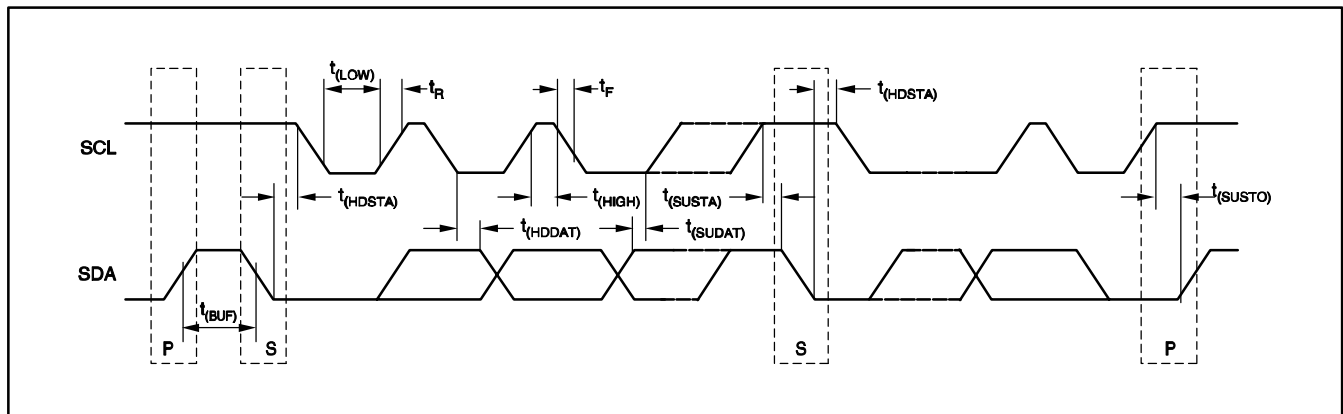 t(LOW)
tR
tF
t(HDSTA)
SCL
t(HDSTA)
t(HIGH)
t(SUSTA)
t(SUSTO)
t(HDDAT)
t(SUDAT)
SDA
t(BUF)
P
S
S
P